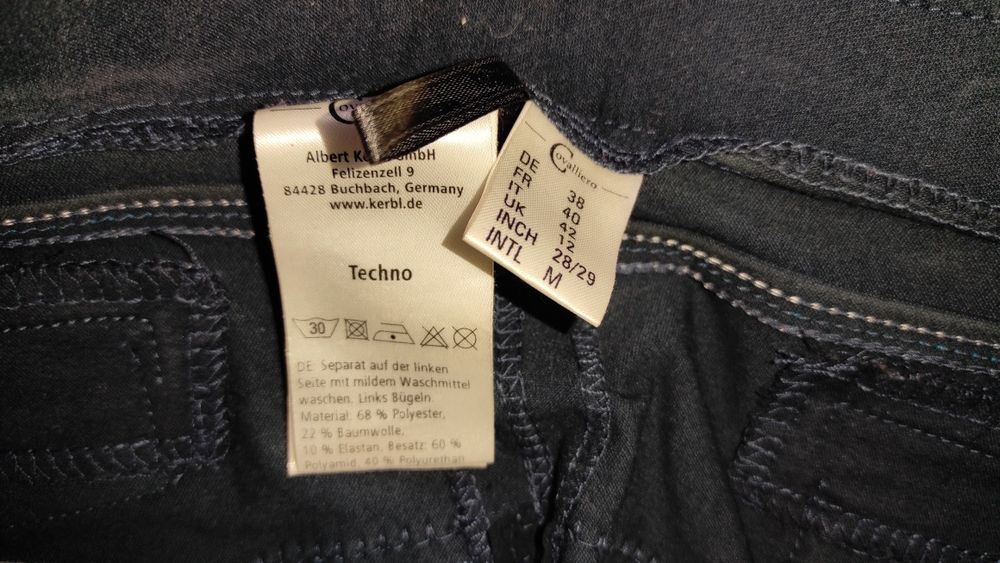 Albert GmbH
Felizenzell 9
84428 Buchbach, Germany
www.kerbl.de
Techno
30
DE: Separat auf der linken
Seite mit mildem Waschmittel
waschen. Links Bügeln.
Material: 68 % Polyester,
22 % Baumwolle,
10 % Elastan, Besatz: 60 %
Polyamid, 40 % Polyurethan
Covalliero
DE 38
FR 40
IT 42
UK 12
INCH 28/29
INTL M